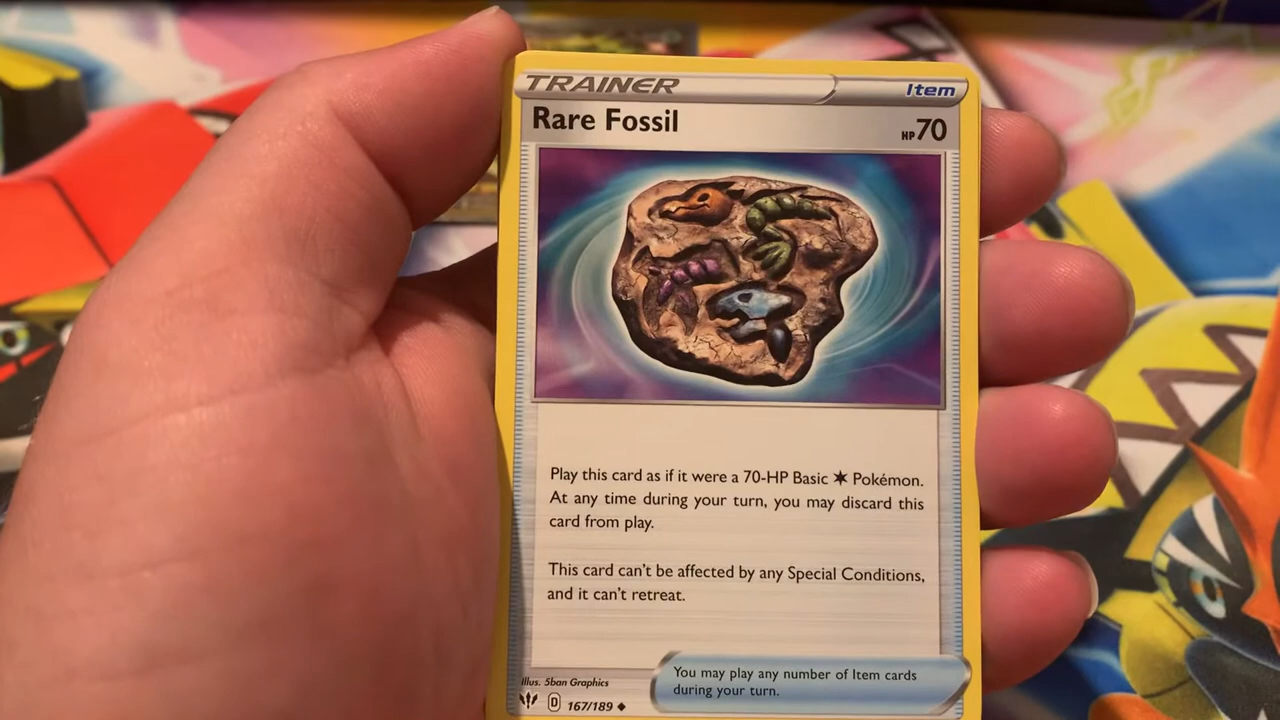 TRAINER Item
Rare Fossil HP 70
Play this card as if it were a 70-HP Basic Pokémon.
At any time during your turn, you may discard this
card from play.
This card can't be affected by any Special Conditions,
and it can't retreat.
You may play any number of Item cards
during your turn.
Illus. 5ban Graphics
D 167/189